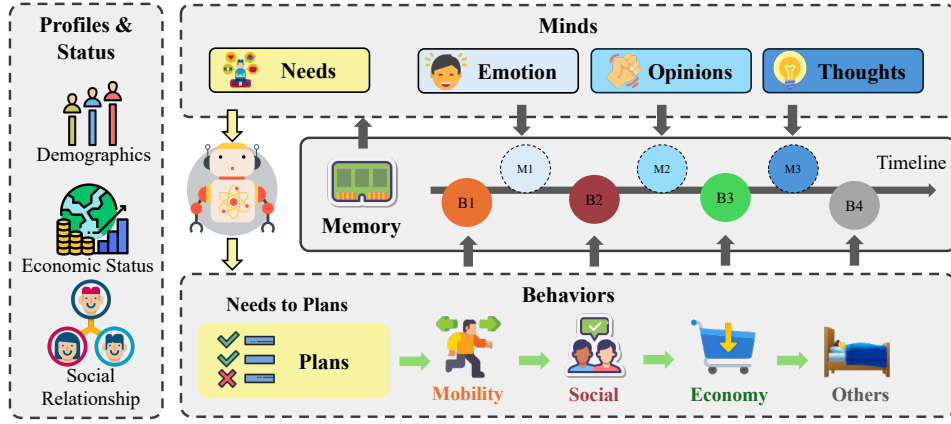 Profiles &
Status
Demographics
Economic Status
Social
Relationship
Minds
Needs
Emotion
Opinions
Thoughts
Memory
Timeline
M1
M2
M3
B1
B2
B3
B4
Behaviors
Needs to Plans
Plans
Mobility
Social
Economy
Others